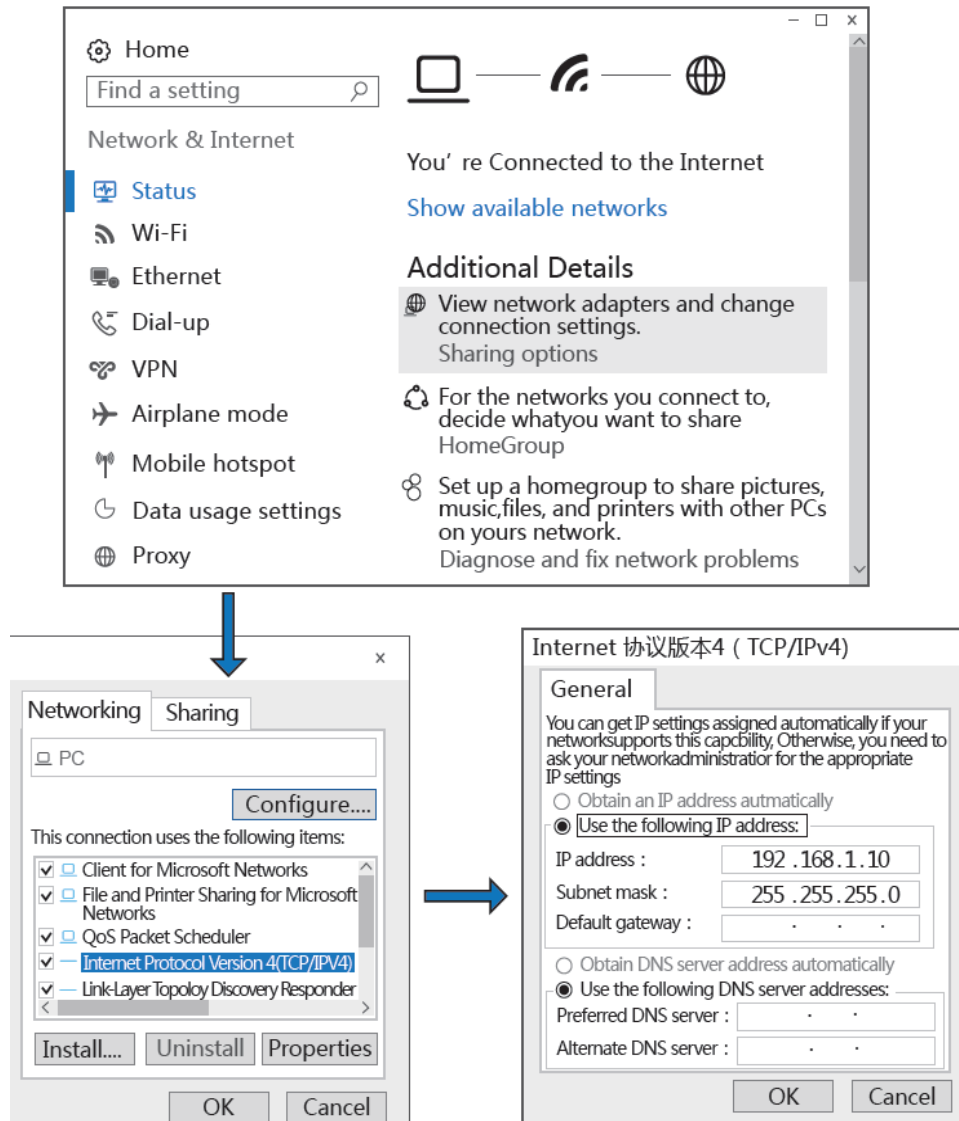 Home
Find a setting
Network & Internet
Status
Wi-Fi
Ethernet
Dial-up
VPN
Airplane mode
Mobile hotspot
Data usage settings
Proxy
You' re Connected to the Internet
Show available networks
Additional Details
View network adapters and change
connection settings.
Sharing options
For the networks you connect to,
decide whatyou want to share
HomeGroup
Set up a homegroup to share pictures,
music,files, and printers with other PCs
on yours network.
Diagnose and fix network problems
Networking
Sharing
PC
Configure....
This connection uses the following items:
Client for Microsoft Networks
File and Printer Sharing for Microsoft
Networks
QoS Packet Scheduler
Internet Protocol Version 4(TCP/IPV4)
Link-Layer Topoloy Discovery Responder
Install.... Uninstall Properties
OK Cancel
Internet 协议版本4 ( TCP/IPv4)
General
You can get IP settings assigned automatically if your
networksupports this capcbility, Otherwise, you need to
ask your networkadministratior for the appropriate
IP settings
Obtain an IP address autmatically
Use the following IP address:
IP address : 192 .168.1.10
Subnet mask : 255 .255.255.0
Default gateway : . . .
Obtain DNS server address automatically
Use the following DNS server addresses:
Preferred DNS server : . .
Alternate DNS server : . .
OK Cancel